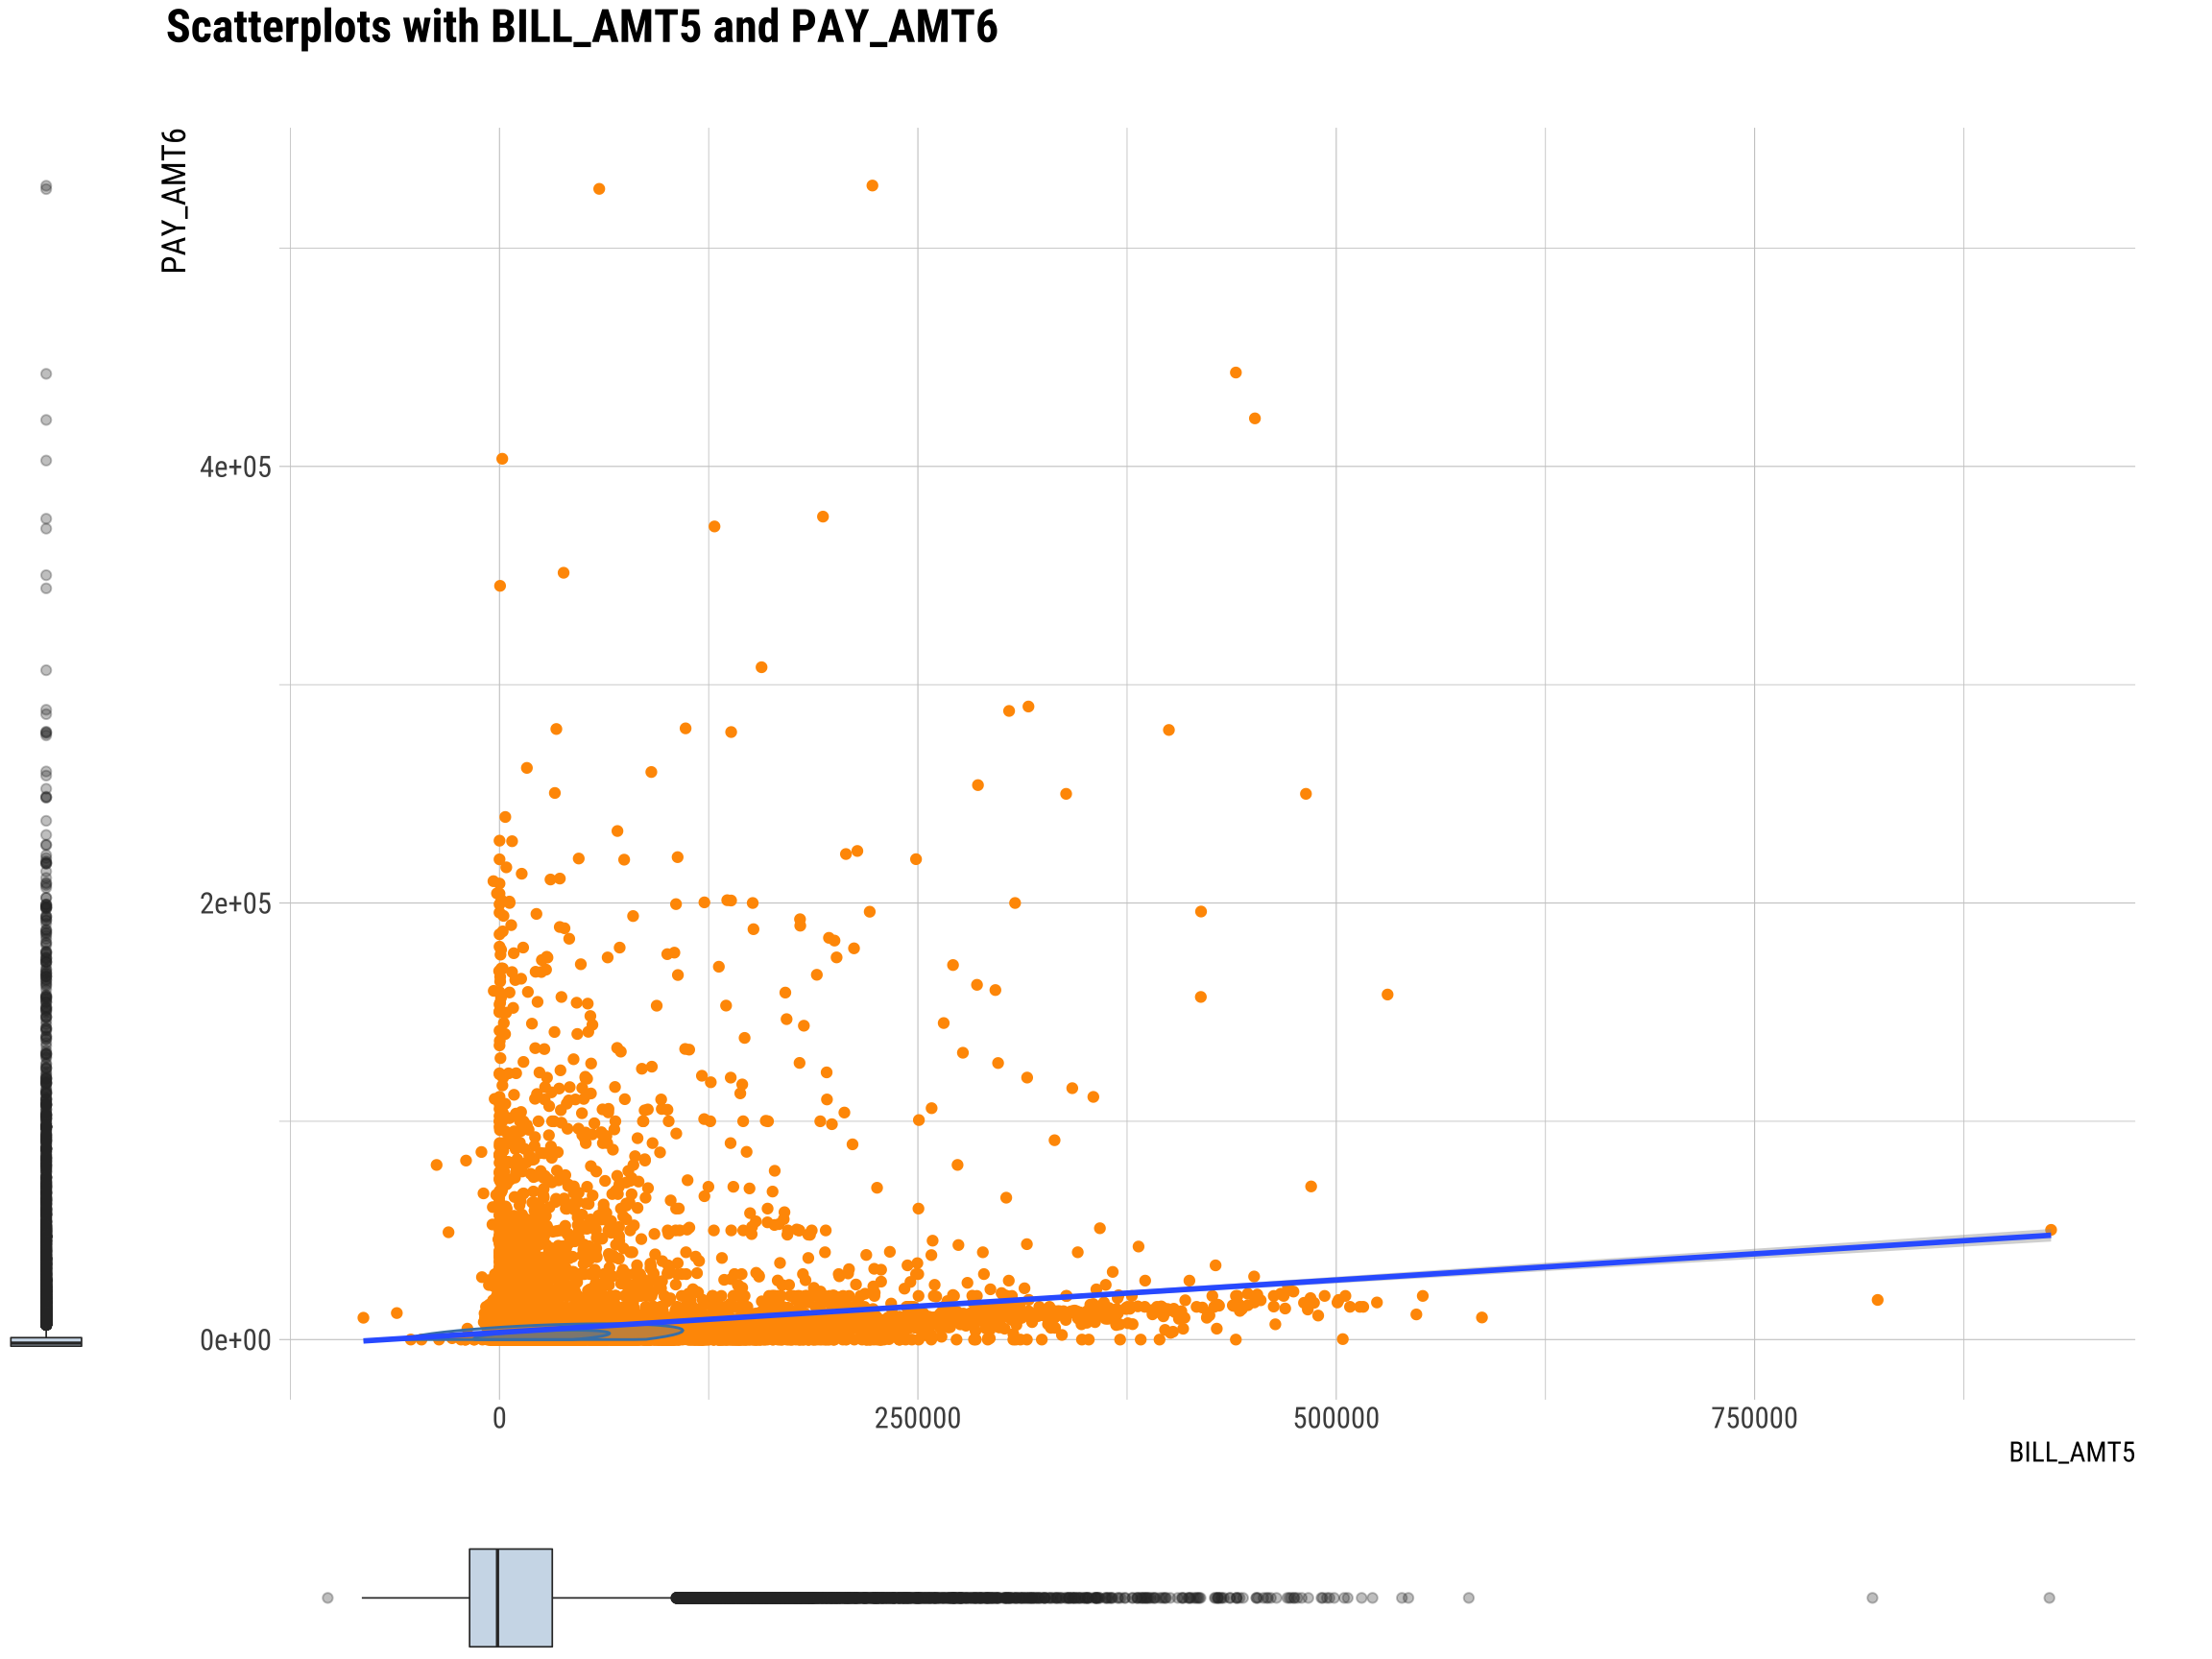 Scatterplots with BILL_AMT5 and PAY_AMT6
PAY_AMT6
4e+05
2e+05
0e+00
0 250000 500000 750000
BILL_AMT5